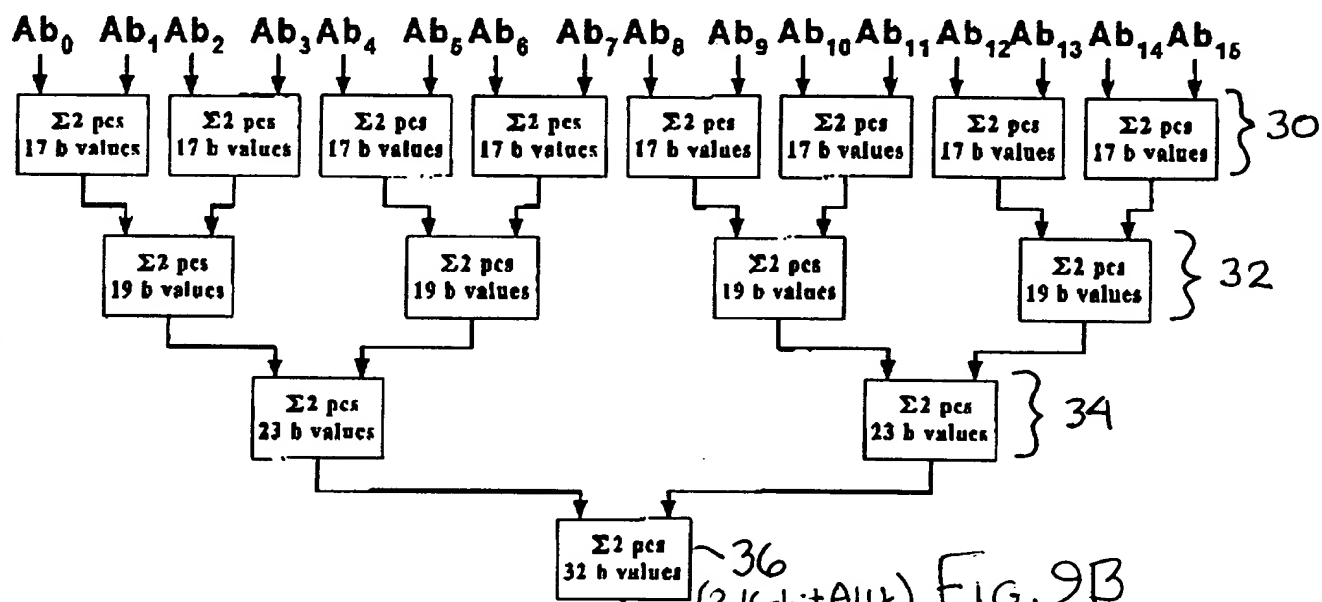 Ab₀ Ab₁ Ab₂ Ab₃ Ab₄ Ab₅ Ab₆ Ab₇ Ab₈ Ab₉ Ab₁₀ Ab₁₁ Ab₁₂ Ab₁₃ Ab₁₄ Ab₁₅
Σ2 pcs Σ2 pcs Σ2 pcs Σ2 pcs Σ2 pcs Σ2 pcs Σ2 pcs Σ2 pcs
17 b values 17 b values 17 b values 17 b values 17 b values 17 b values 17 b values 17 b values
30
Σ2 pcs Σ2 pcs Σ2 pcs Σ2 pcs
19 b values 19 b values 19 b values 19 b values
32
Σ2 pcs Σ2 pcs
23 b values 23 b values
34
Σ2 pcs
32 b values
36
FIG. 9B